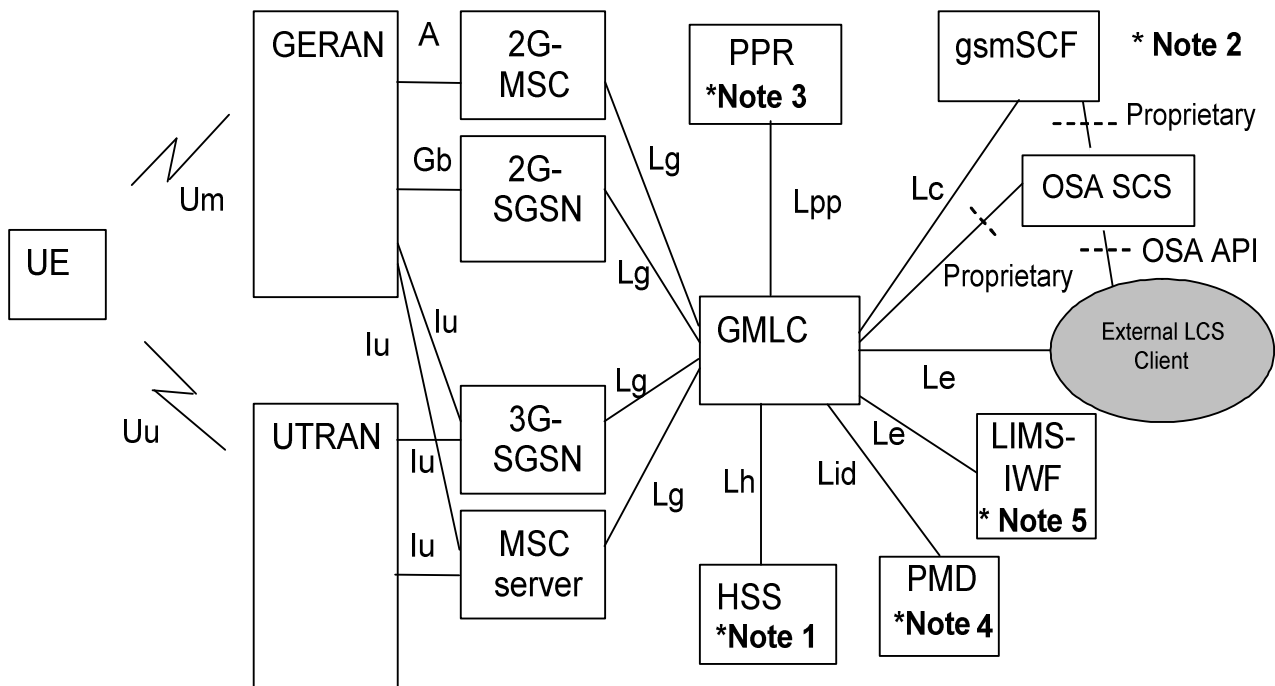 GERAN
A
2G-
MSC
PPR
*Note 3
gsmSCF
* Note 2
Proprietary
Gb
2G-
SGSN
Lg
Lc
OSA SCS
Um
Lpp
UE
Lg
Proprietary
OSA API
Iu
Iu
GMLC
External LCS
Client
Lg
Le
Uu
UTRAN
Iu
3G-
SGSN
Le
LIMS-
IWF
* Note 5
Lg
Lh
Lid
Iu
MSC
server
HSS
*Note 1
PMD
*Note 4